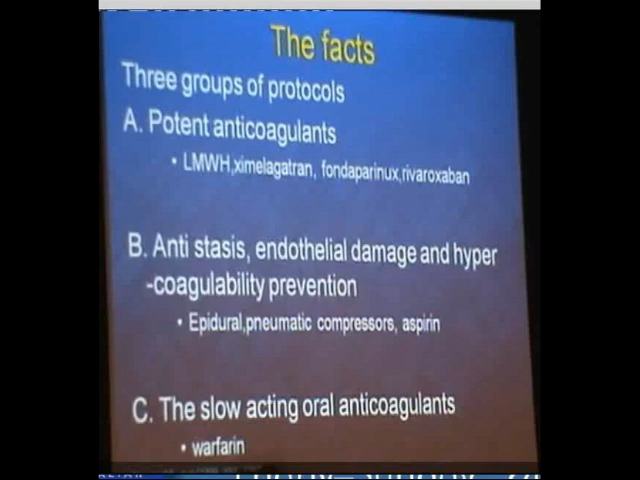 The facts
Three groups of protocols
A. Potent anticoagulants
• LMWH,ximelagatran, fondaparinux,rivaroxaban
B. Anti stasis, endothelial damage and hyper
-coagulability prevention
• Epidural,pneumatic compressors, aspirin
C. The slow acting oral anticoagulants
• warfarin